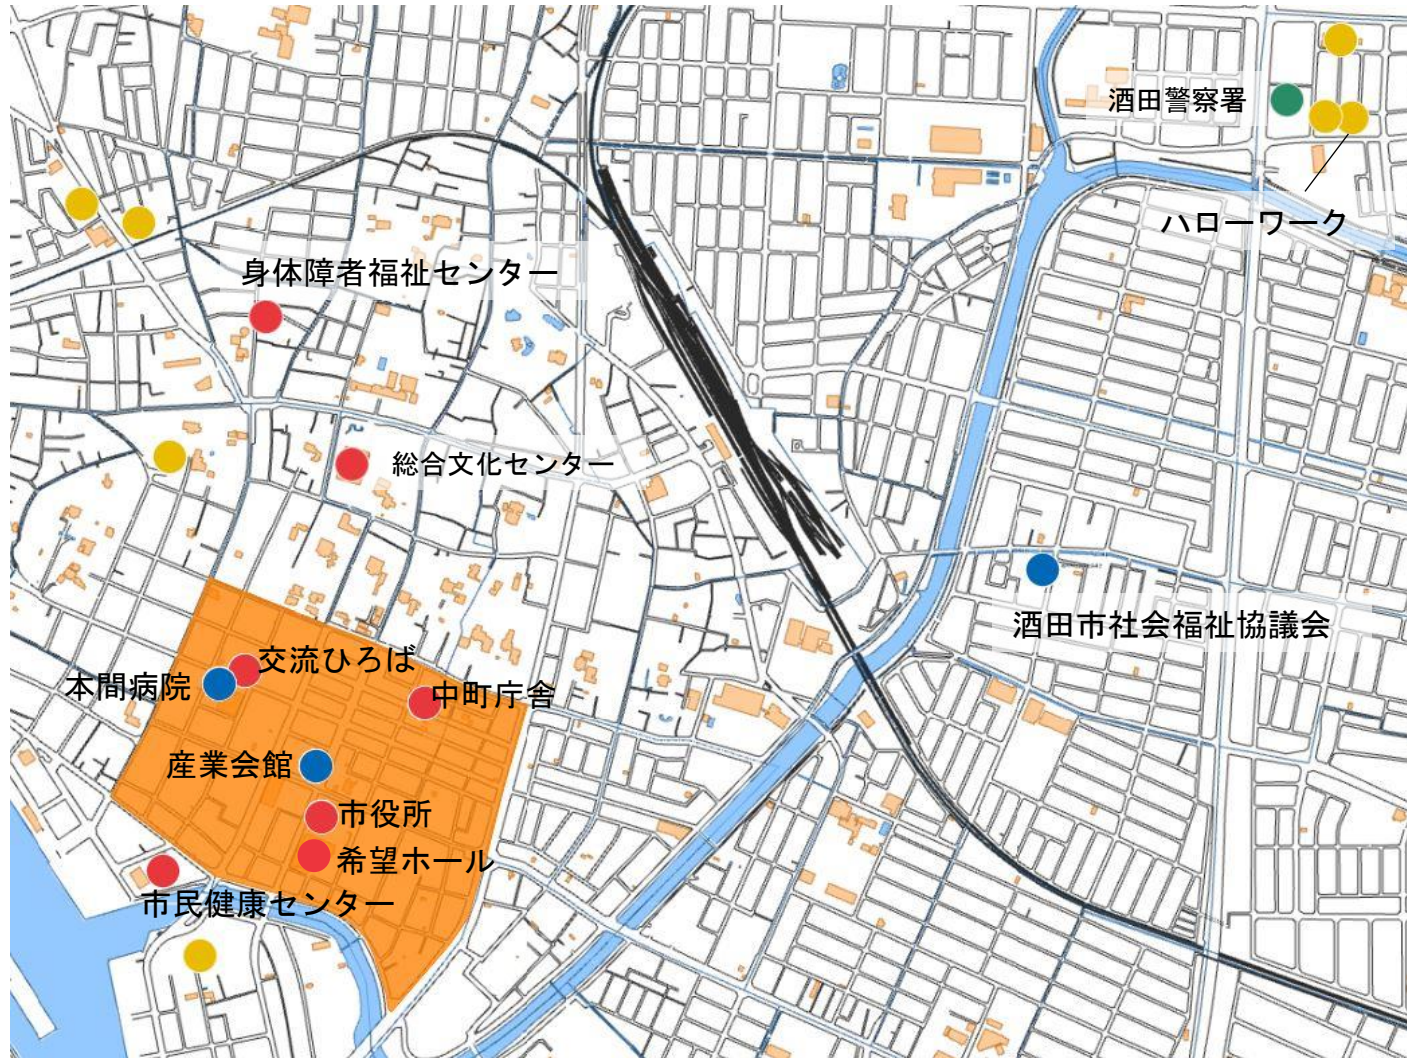 酒田警察署
ハローワーク
身体障者福祉センター
総合文化センター
酒田市社会福祉協議会
交流ひろば
本間病院
中町庁舎
産業会館
市役所
希望ホール
市民健康センター